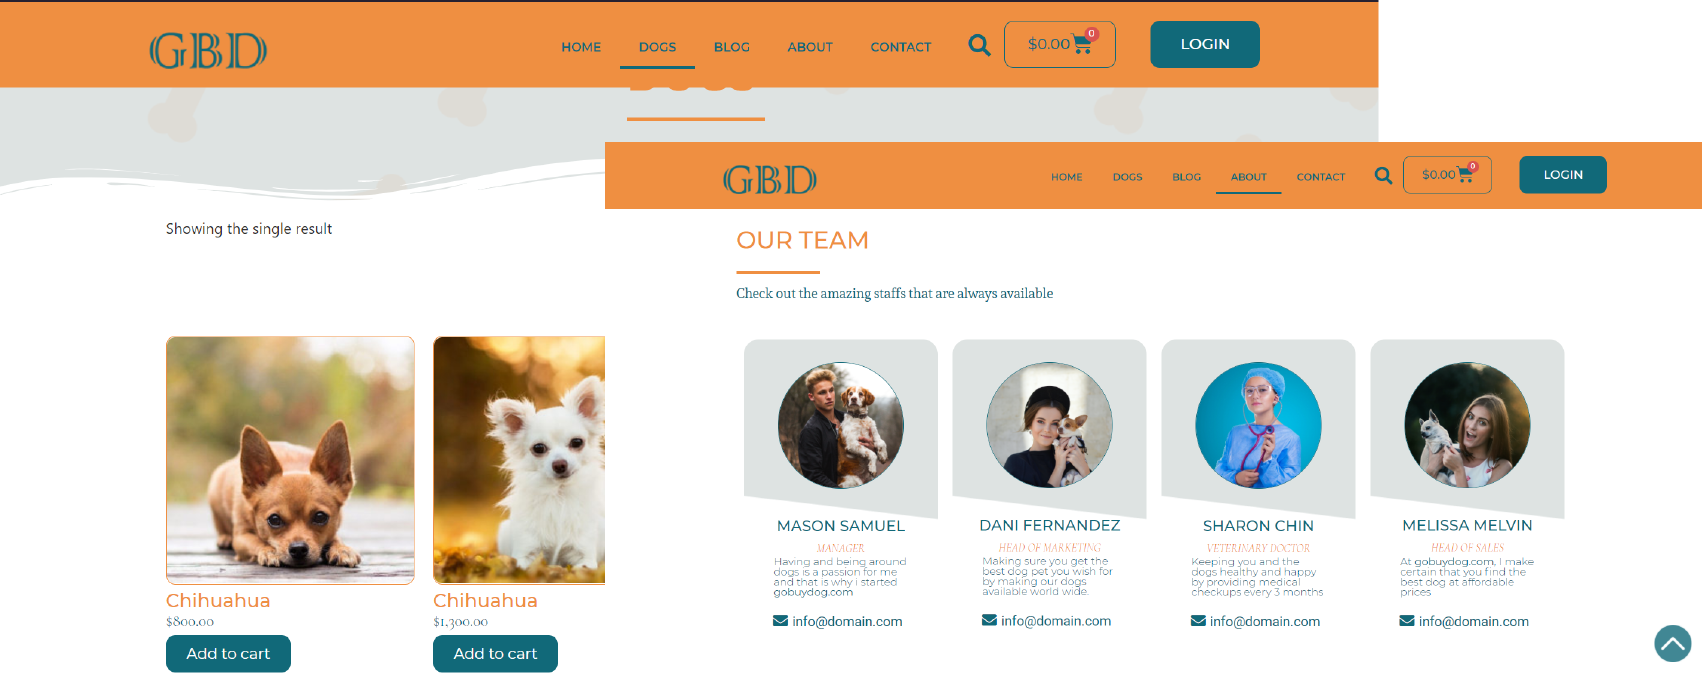 GBD
HOME DOGS BLOG ABOUT CONTACT $0.00 0 LOGIN
Showing the single result
Chihuahua
$800.00
Add to cart
Chihuahua
$1,300.00
Add to cart
GBD
HOME DOGS BLOG ABOUT CONTACT $0.00 0 LOGIN
OUR TEAM
Check out the amazing staffs that are always available
MASON SAMUEL
MANAGER
Having and being around
dogs is a passion for me
and that is why i started
gobuydog.com
info@domain.com
DANI FERNANDEZ
HEAD OF MARKETING
Making sure you get the
best dog pet you wish for
by making our dogs
available world wide.
info@domain.com
SHARON CHIN
VETERINARY DOCTOR
Keeping you and the
dogs healthy and happy
by providing medical
checkups every 3 months
info@domain.com
MELISSA MELVIN
HEAD OF SALES
At gobuydog.com, I make
certain that you find the
best dog at affordable
prices
info@domain.com